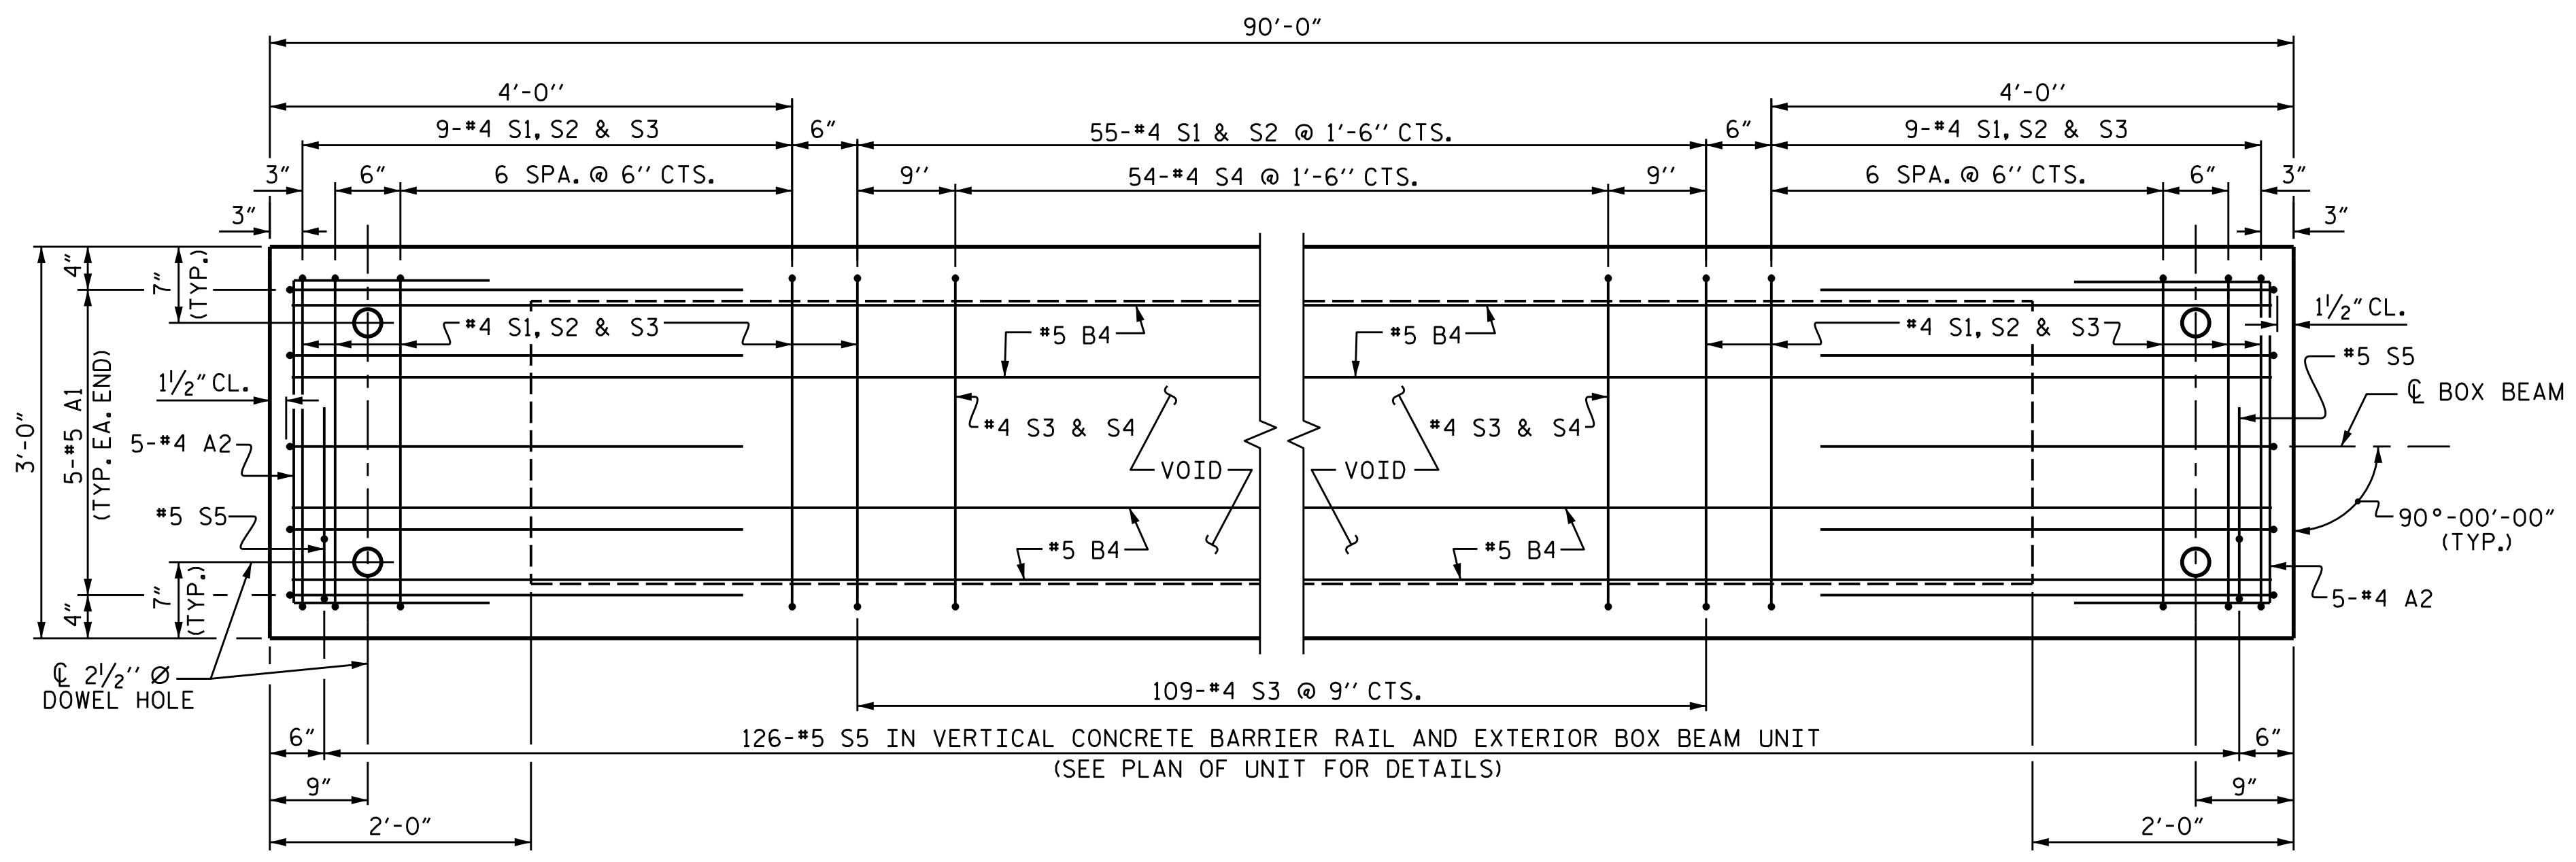 90'-0"
4'-0''
4'-0''
9-#4 S1, S2 & S3
6"
55-#4 S1 & S2 @ 1'-6'' CTS.
6"
9-#4 S1, S2 & S3
3"
6"
6 SPA. @ 6'' CTS.
9''
54-#4 S4 @ 1'-6'' CTS.
9''
6 SPA. @ 6'' CTS.
6"
3"
3"
3"
4"
7"
(TYP.)
#4 S1, S2 & S3
#5 B4
#5 B4
#4 S1, S2 & S3
1½" CL.
#5 S5
1½" CL.
℄ BOX BEAM
3'-0"
5-#5 A1
(TYP. EA. END)
5-#4 A2
#4 S3 & S4
#4 S3 & S4
VOID
VOID
#5 S5
#5 B4
#5 B4
90°-00'-00"
(TYP.)
4"
7"
(TYP.)
5-#4 A2
℄ 2½'' Ø
DOWEL HOLE
109-#4 S3 @ 9'' CTS.
6"
126-#5 S5 IN VERTICAL CONCRETE BARRIER RAIL AND EXTERIOR BOX BEAM UNIT
6"
(SEE PLAN OF UNIT FOR DETAILS)
9"
9"
2'-0"
2'-0"